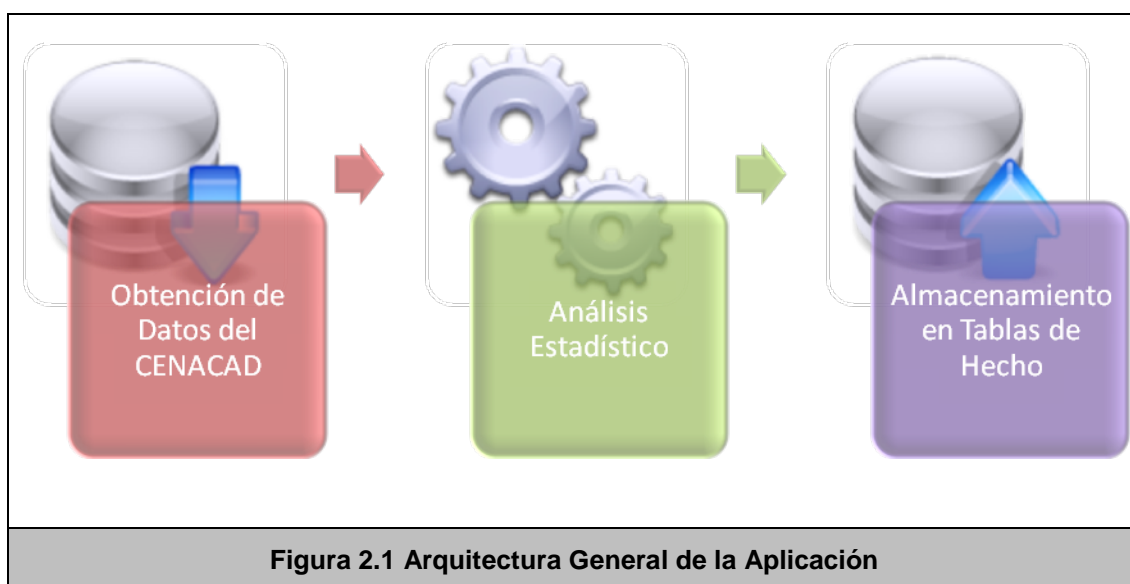 Obtención de
Datos del
CENACAD
Análisis
Estadístico
Almacenamiento
en Tablas de
Hecho
Figura 2.1 Arquitectura General de la Aplicación